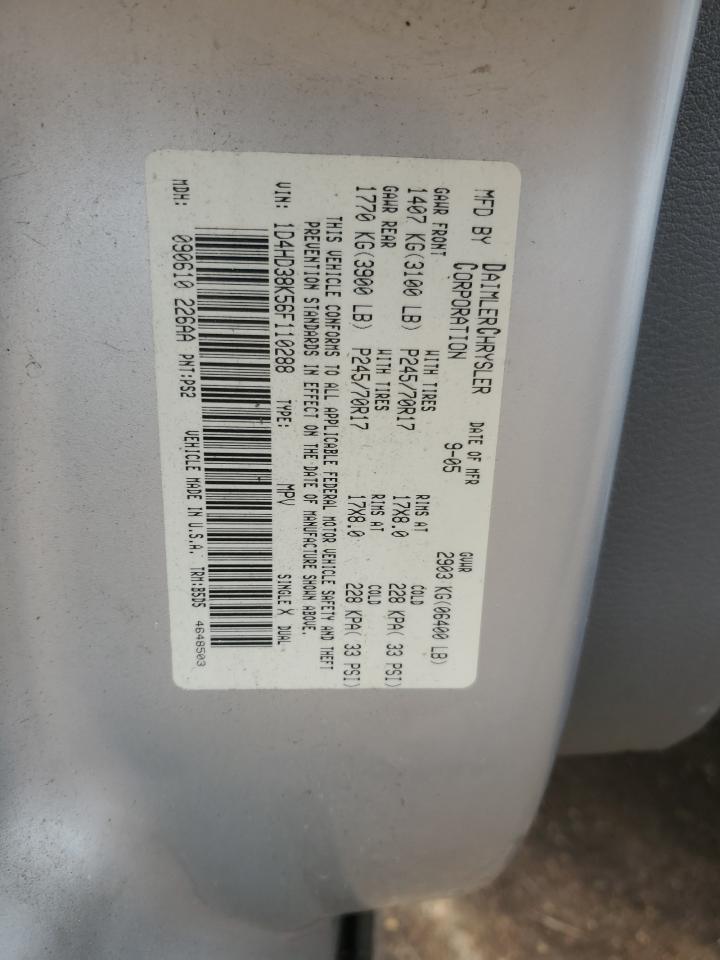 MFD BY DAIMLERCHRYSLER CORPORATION
DATE OF MFR 9-05
GVWR 2903 KG(06400 LB)
GAWR FRONT WITH TIRES RIMS AT COLD
1407 KG(3100 LB) P245/70R17 17X8.0 228 KPA( 33 PSI)
GAWR REAR WITH TIRES RIMS AT COLD
1770 KG(3900 LB) P245/70R17 17X8.0 228 KPA( 33 PSI)
THIS VEHICLE CONFORMS TO ALL APPLICABLE FEDERAL MOTOR VEHICLE SAFETY AND THEFT
PREVENTION STANDARDS IN EFFECT ON THE DATE OF MANUFACTURE SHOWN ABOVE.
VIN: 1D4HD38K56F110288 TYPE: MPV SINGLE X DUAL
MDH: 090610 226AA PNT:PS2 VEHICLE MADE IN U.S.A. TRM:B5D5 4648503